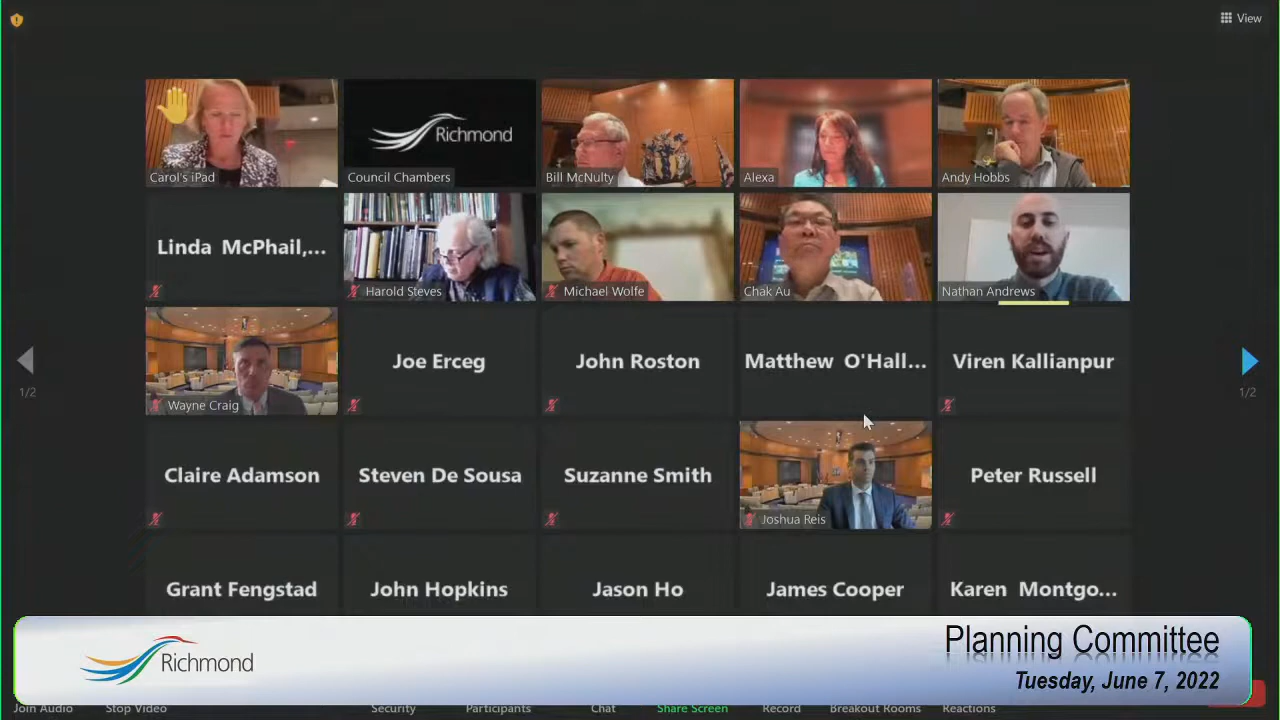 View
Richmond
Carol's iPad
Council Chambers
Bill McNulty
Alexa
Andy Hobbs
Linda McPhail,...
Harold Steves
Michael Wolfe
Chak Au
Nathan Andrews
Wayne Craig
Joe Erceg
John Roston
Matthew O'Hall...
Viren Kallianpur
1/2
1/2
Claire Adamson
Steven De Sousa
Suzanne Smith
Joshua Reis
Peter Russell
Grant Fengstad
John Hopkins
Jason Ho
James Cooper
Karen Montgo...
Richmond
Planning Committee
Tuesday, June 7, 2022
Join Audio
Stop Video
Security
Participants
Chat
Share Screen
Record
Breakout Rooms
Reactions